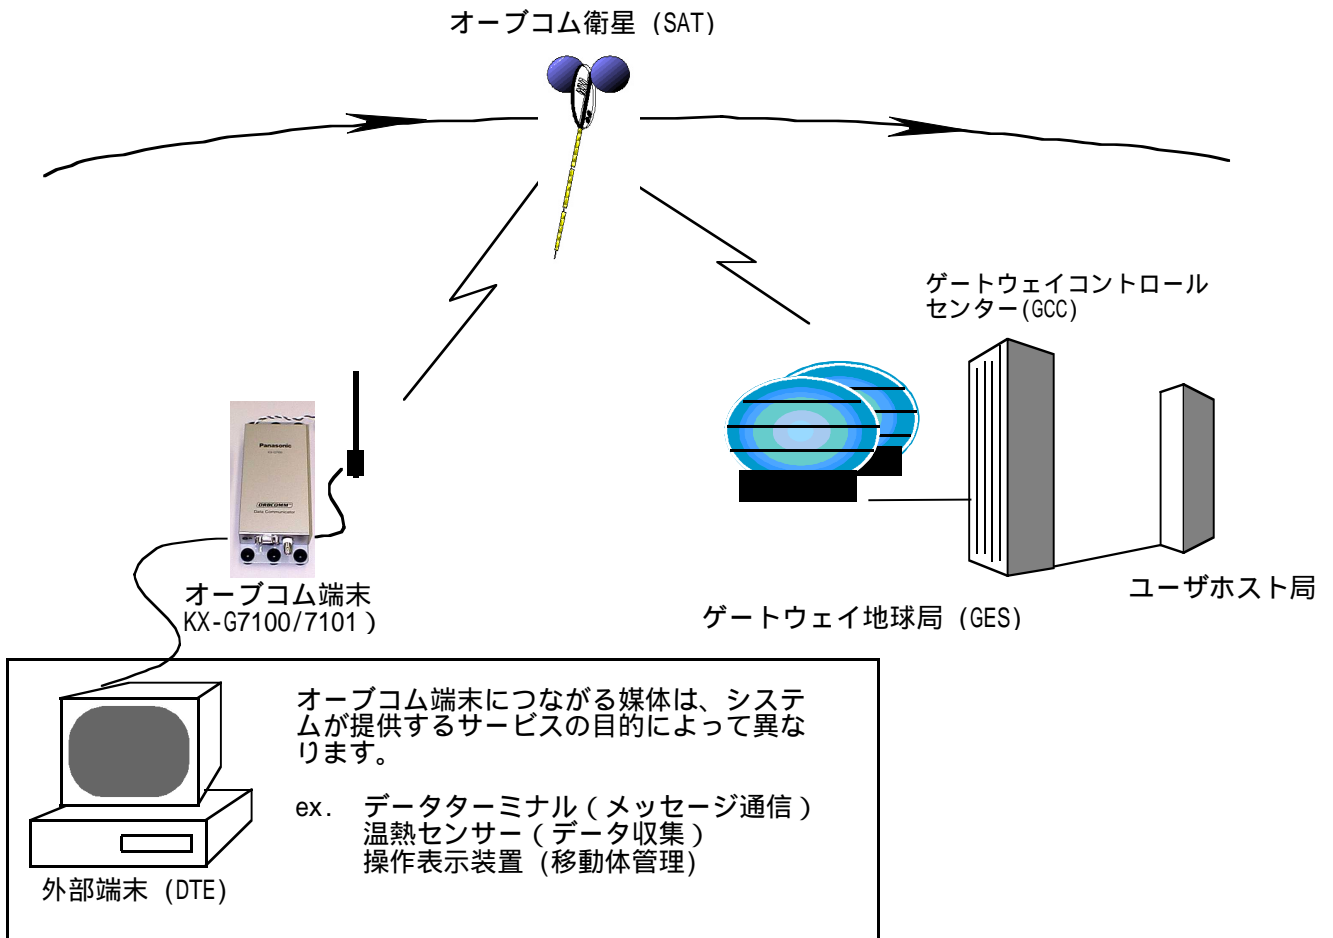 オーブコム衛星 (SAT)
ゲートウェイコントロール
センター(GCC)
Panasonic
ORBCOMM
Data Communicator
オーブコム端末
KX-G7100/7101 )
ユーザホスト局
ゲートウェイ地球局 (GES)
オーブコム端末につながる媒体は、システ
ムが提供するサービスの目的によって異な
ります。
ex. データターミナル ( メッセージ通信 )
温熱センサー ( データ収集 )
操作表示装置 (移動体管理)
外部端末 (DTE)